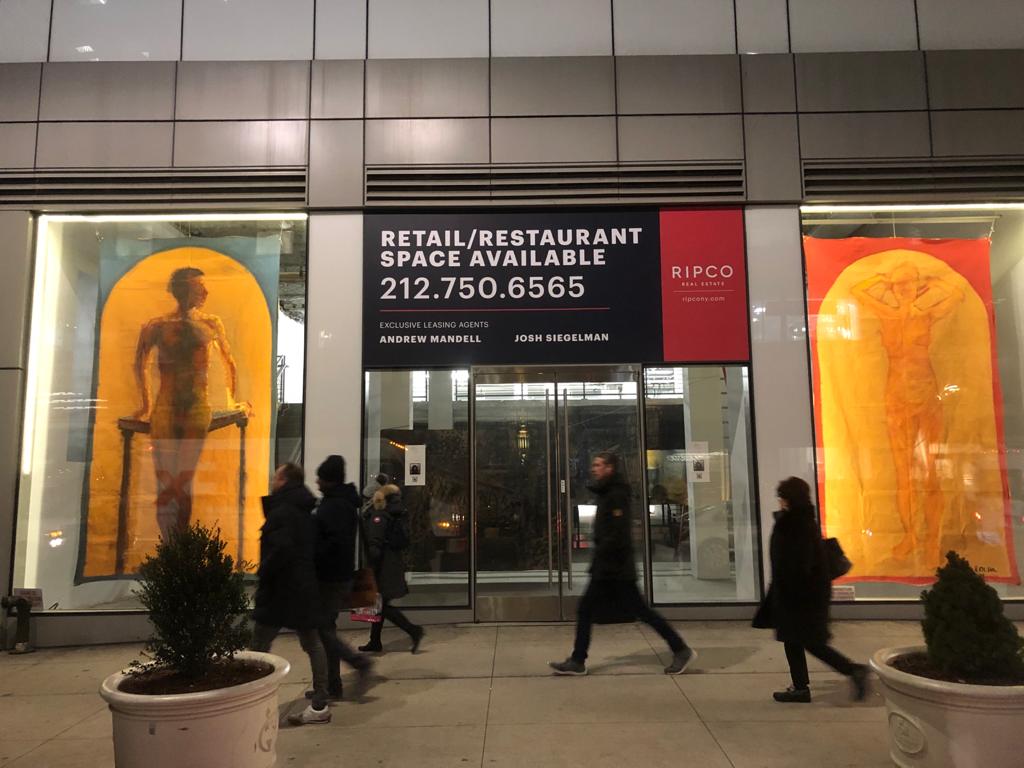 RETAIL/RESTAURANT
SPACE AVAILABLE
212.750.6565
EXCLUSIVE LEASING AGENTS
ANDREW MANDELL JOSH SIEGELMAN
RIPCO
REAL ESTATE
ripcony.com